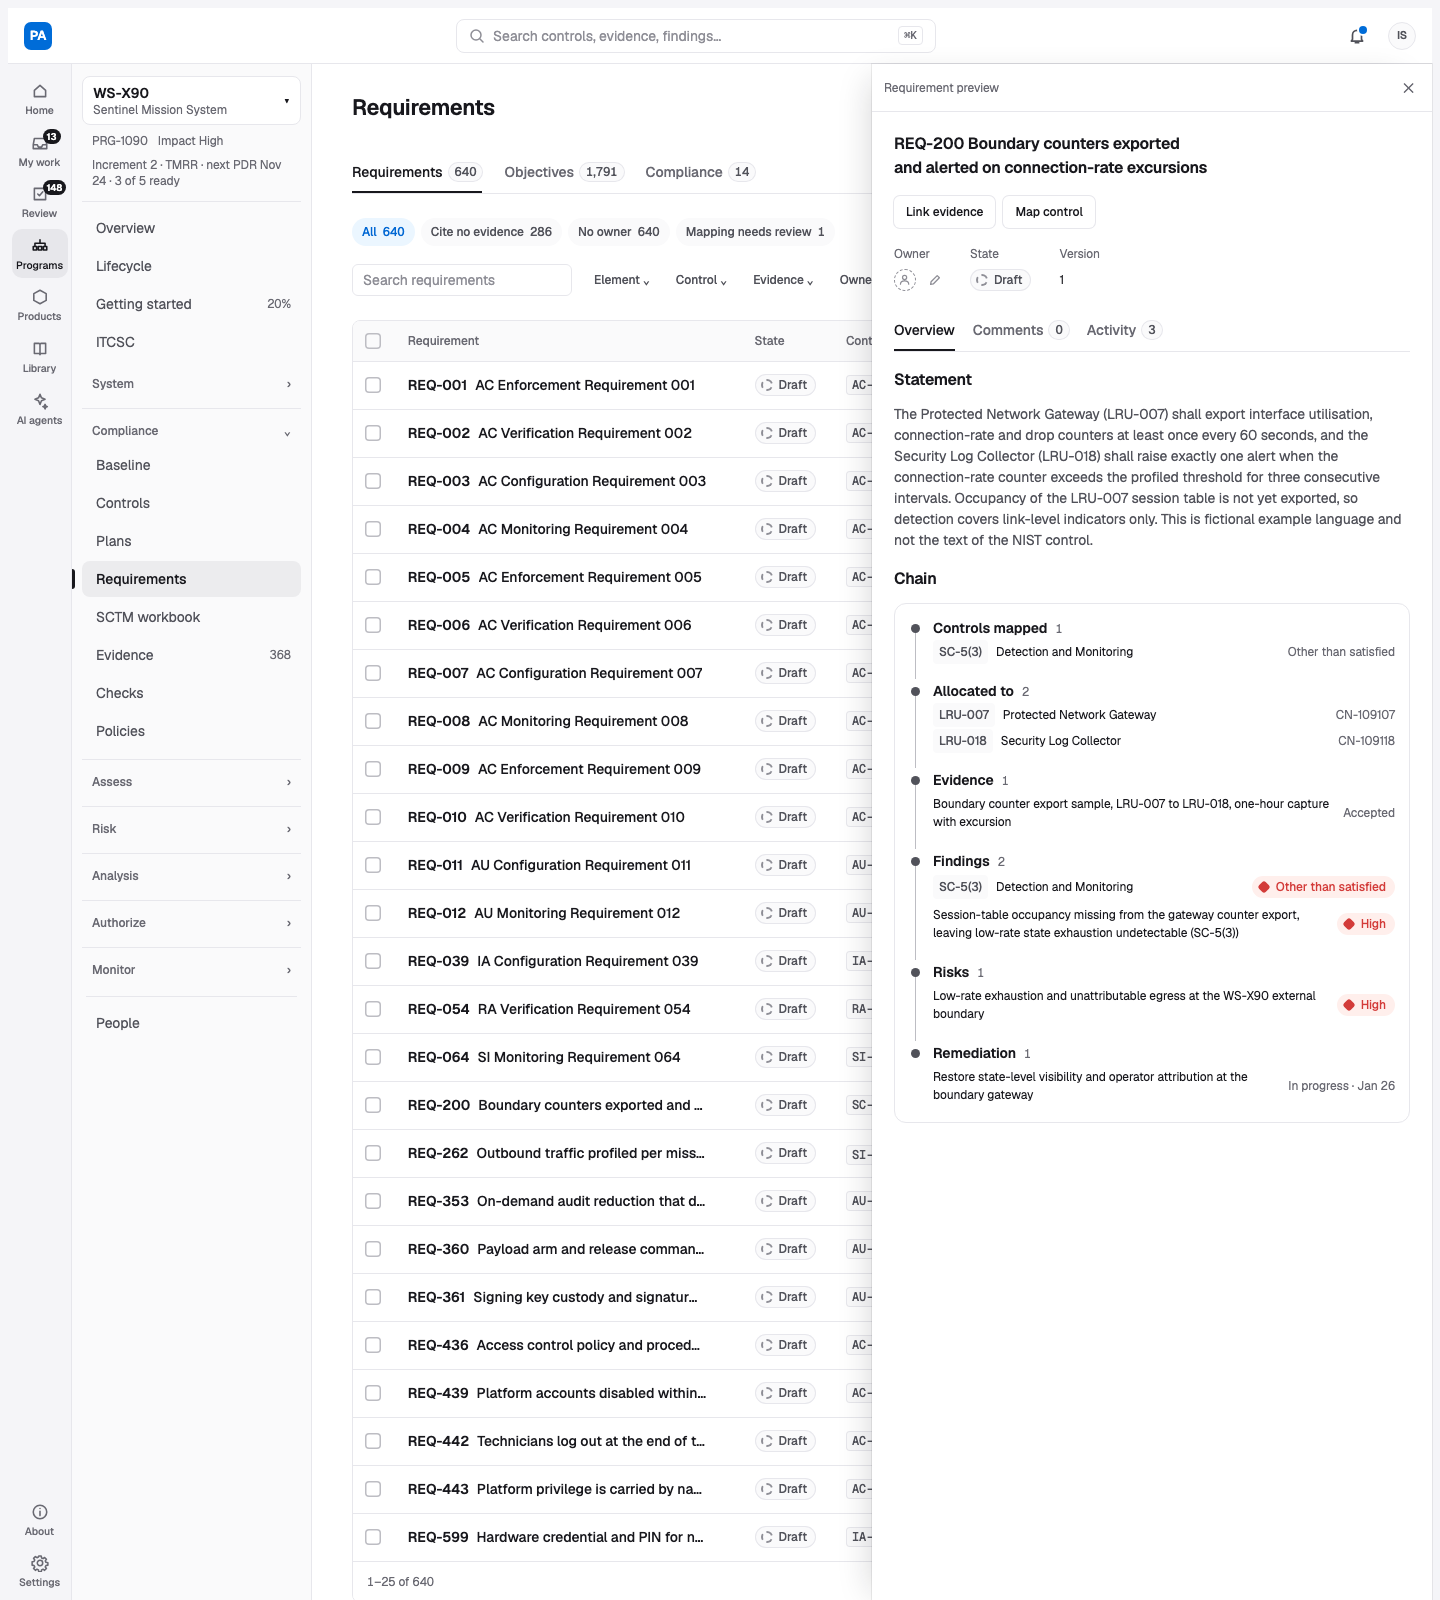 PA
Search controls, evidence, findings...
⌘K
IS
Home
13
My work
148
Review
Programs
Products
Library
AI agents
About
Settings
WS-X90
Sentinel Mission System
PRG-1090 Impact High
Increment 2 · TMRR · next PDR Nov
24 · 3 of 5 ready
Overview
Lifecycle
Getting started 20%
ITCSC
System
Compliance
Baseline
Controls
Plans
Requirements
SCTM workbook
Evidence 368
Checks
Policies
Assess
Risk
Analysis
Authorize
Monitor
People
Requirements
Requirements 640 Objectives 1,791 Compliance 14
All 640 Cite no evidence 286 No owner 640 Mapping needs review 1
Search requirements Element Control Evidence Owne
Requirement State Cont
REQ-001 AC Enforcement Requirement 001 Draft AC-
REQ-002 AC Verification Requirement 002 Draft AC-
REQ-003 AC Configuration Requirement 003 Draft AC-
REQ-004 AC Monitoring Requirement 004 Draft AC-
REQ-005 AC Enforcement Requirement 005 Draft AC-
REQ-006 AC Verification Requirement 006 Draft AC-
REQ-007 AC Configuration Requirement 007 Draft AC-
REQ-008 AC Monitoring Requirement 008 Draft AC-
REQ-009 AC Enforcement Requirement 009 Draft AC-
REQ-010 AC Verification Requirement 010 Draft AC-
REQ-011 AU Configuration Requirement 011 Draft AU-
REQ-012 AU Monitoring Requirement 012 Draft AU-
REQ-039 IA Configuration Requirement 039 Draft IA-
REQ-054 RA Verification Requirement 054 Draft RA-
REQ-064 SI Monitoring Requirement 064 Draft SI-
REQ-200 Boundary counters exported and ... Draft SC-
REQ-262 Outbound traffic profiled per miss... Draft SI-
REQ-353 On-demand audit reduction that d... Draft AU-
REQ-360 Payload arm and release comman... Draft AU-
REQ-361 Signing key custody and signatur... Draft AU-
REQ-436 Access control policy and proced... Draft AC-
REQ-439 Platform accounts disabled within... Draft AC-
REQ-442 Technicians log out at the end of t... Draft AC-
REQ-443 Platform privilege is carried by na... Draft AC-
REQ-599 Hardware credential and PIN for n... Draft IA-
1–25 of 640
Requirement preview
REQ-200 Boundary counters exported
and alerted on connection-rate excursions
Link evidence Map control
Owner State Version
Draft 1
Overview Comments 0 Activity 3
Statement
The Protected Network Gateway (LRU-007) shall export interface utilisation,
connection-rate and drop counters at least once every 60 seconds, and the
Security Log Collector (LRU-018) shall raise exactly one alert when the
connection-rate counter exceeds the profiled threshold for three consecutive
intervals. Occupancy of the LRU-007 session table is not yet exported, so
detection covers link-level indicators only. This is fictional example language and
not the text of the NIST control.
Chain
Controls mapped 1
SC-5(3) Detection and Monitoring Other than satisfied
Allocated to 2
LRU-007 Protected Network Gateway CN-109107
LRU-018 Security Log Collector CN-109118
Evidence 1
Boundary counter export sample, LRU-007 to LRU-018, one-hour capture
with excursion
Accepted
Findings 2
SC-5(3) Detection and Monitoring Other than satisfied
Session-table occupancy missing from the gateway counter export,
leaving low-rate state exhaustion undetectable (SC-5(3))
High
Risks 1
Low-rate exhaustion and unattributable egress at the WS-X90 external
boundary
High
Remediation 1
Restore state-level visibility and operator attribution at the
boundary gateway
In progress · Jan 26